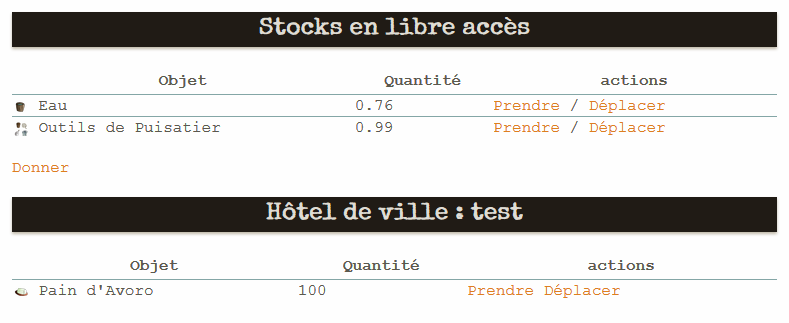 Stocks en libre accès
Objet Quantité actions
Eau 0.76 Prendre / Déplacer
Outils de Puisatier 0.99 Prendre / Déplacer
Donner
Hôtel de ville : test
Objet Quantité actions
Pain d'Avoro 100 Prendre Déplacer